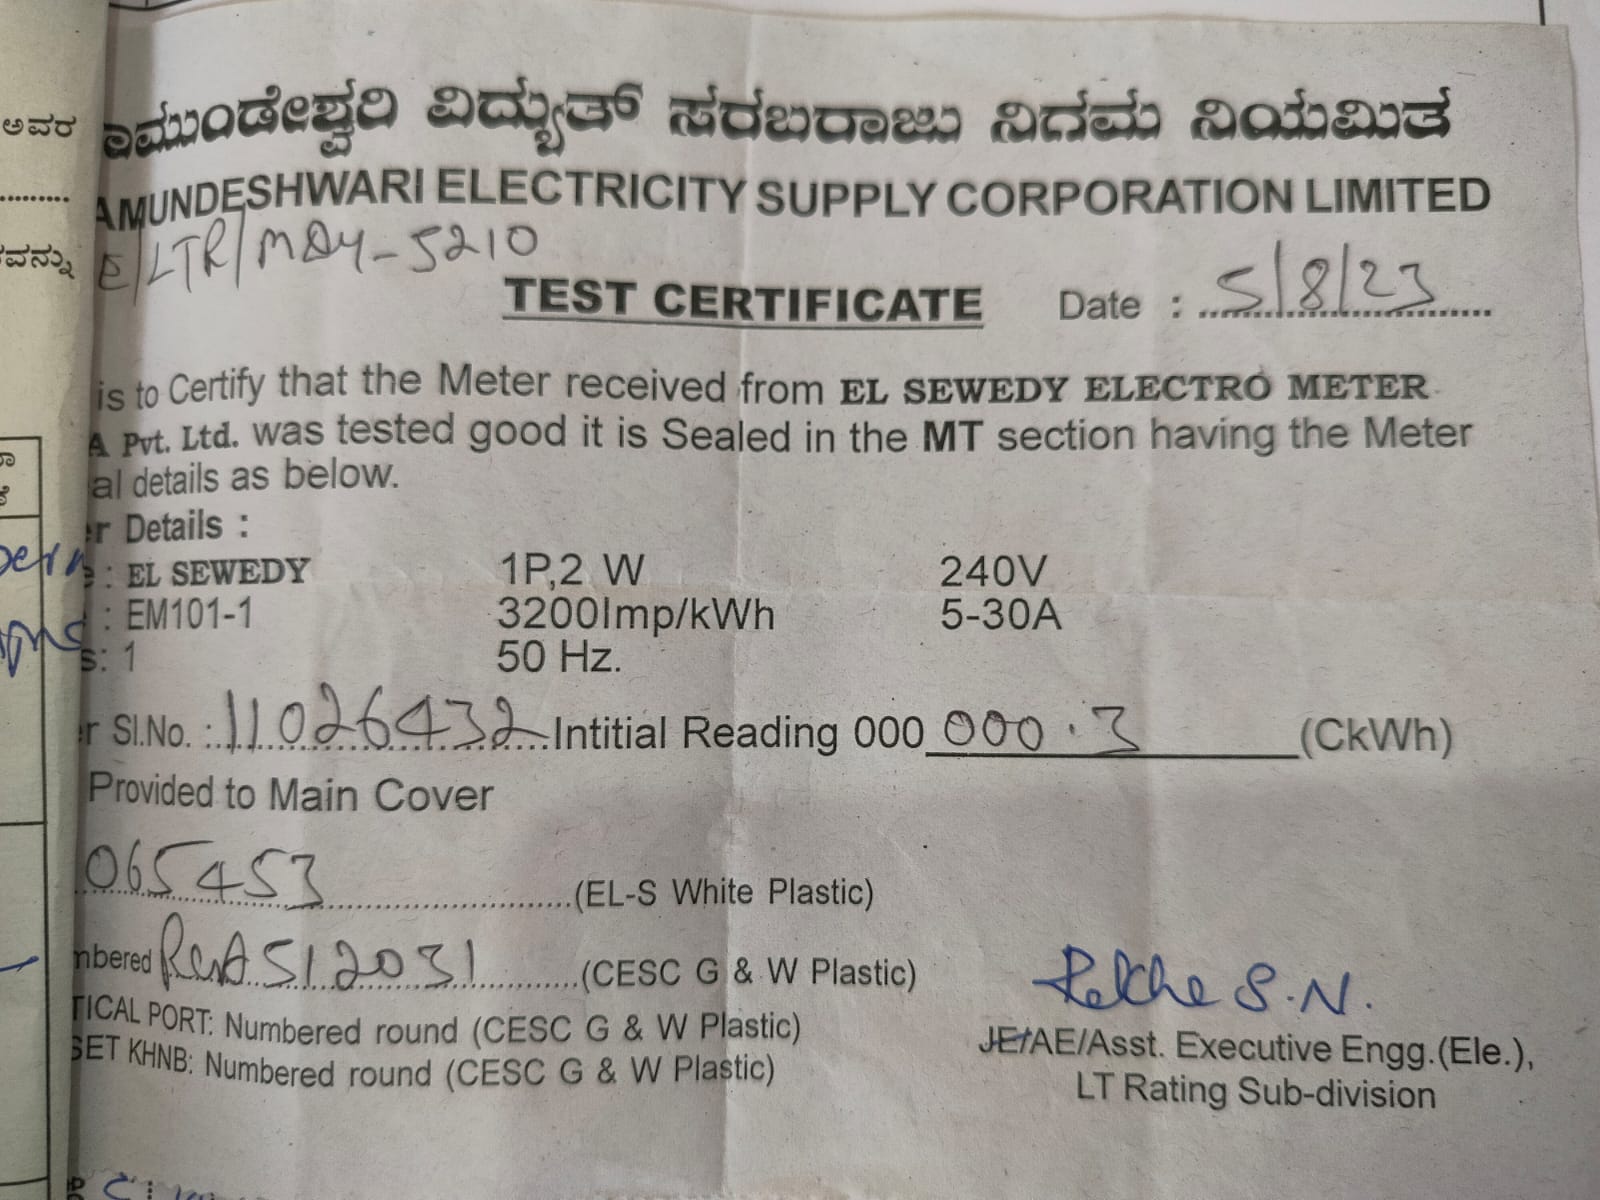 ಅವರ
ಾಮುಂಡೇಶ್ವರಿ ವಿದ್ಯುತ್ ಸರಬರಾಜು ನಿಗಮ ನಿಯಮಿತ
AMUNDESHWARI ELECTRICITY SUPPLY CORPORATION LIMITED
E/LTR/MDY-5210
TEST CERTIFICATE Date : 5/8/23
is to Certify that the Meter received from EL SEWEDY ELECTRO METER
A Pvt. Ltd. was tested good it is Sealed in the MT section having the Meter
al details as below.
r Details :
: EL SEWEDY 1P,2 W 240V
: EM101-1 3200Imp/kWh 5-30A
s: 1 50 Hz.
r Sl.No. : 11026432 Intitial Reading 000 000.3 (CkWh)
Provided to Main Cover
065453 (EL-S White Plastic)
nbered 512031 (CESC G & W Plastic)
TICAL PORT: Numbered round (CESC G & W Plastic)
SET KHNB: Numbered round (CESC G & W Plastic)
Rekha S.N.
JE/AE/Asst. Executive Engg.(Ele.),
LT Rating Sub-division